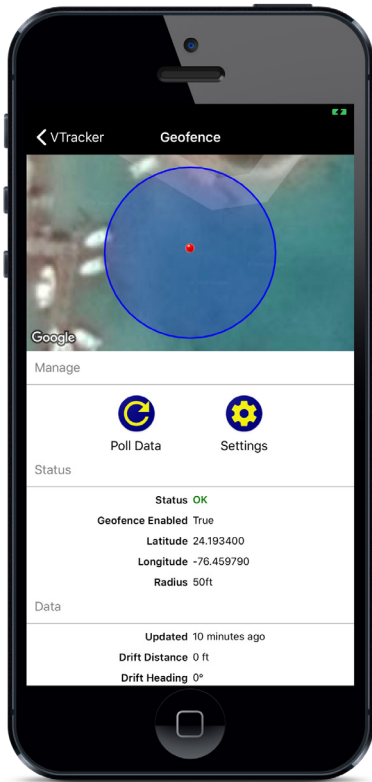 VTracker Geofence
Google
Manage
Poll Data Settings
Status
Status OK
Geofence Enabled True
Latitude 24.193400
Longitude -76.459790
Radius 50ft
Data
Updated 10 minutes ago
Drift Distance 0 ft
Drift Heading 0°